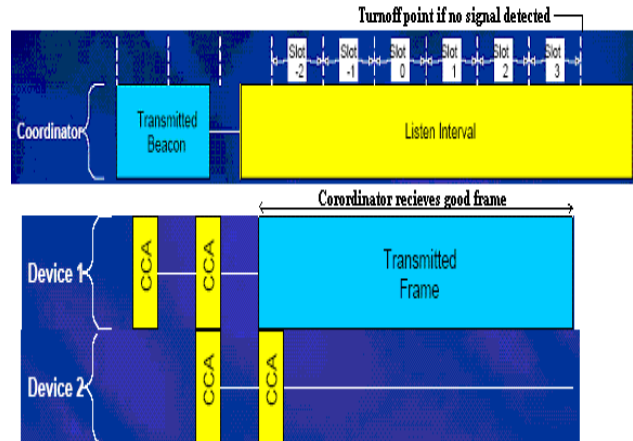 Turnoff point if no signal detected
Slot -2
Slot -1
Slot 0
Slot 1
Slot 2
Slot 3
Coordinator
Transmitted
Beacon
Listen Interval
Corordinator recieves good frame
Device 1
CCA
CCA
Transmitted
Frame
Device 2
CCA
CCA